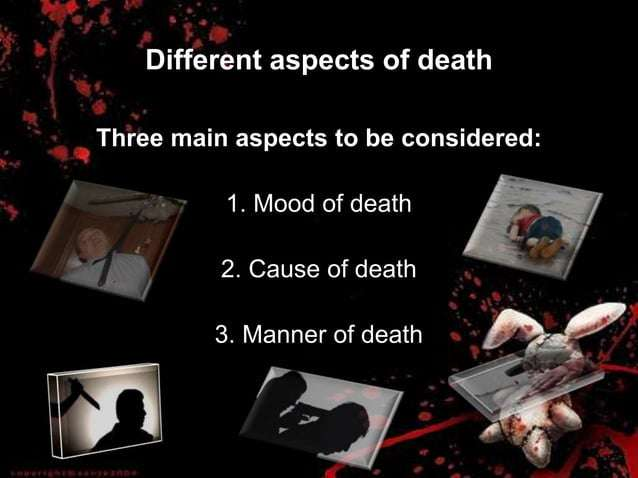 Different aspects of death
Three main aspects to be considered:
1. Mood of death
2. Cause of death
3. Manner of death